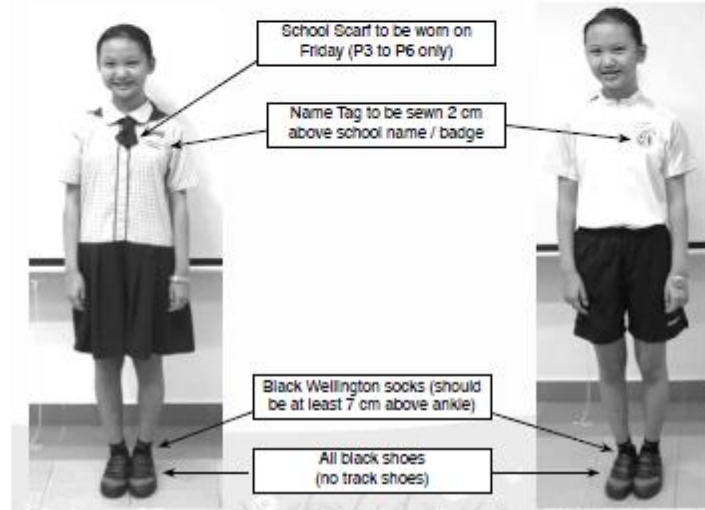 School Scarf to be worn on
Friday (P3 to P6 only)
Name Tag to be sewn 2 cm
above school name / badge
Black Wellington socks (should
be at least 7 cm above ankle)
All black shoes
(no track shoes)